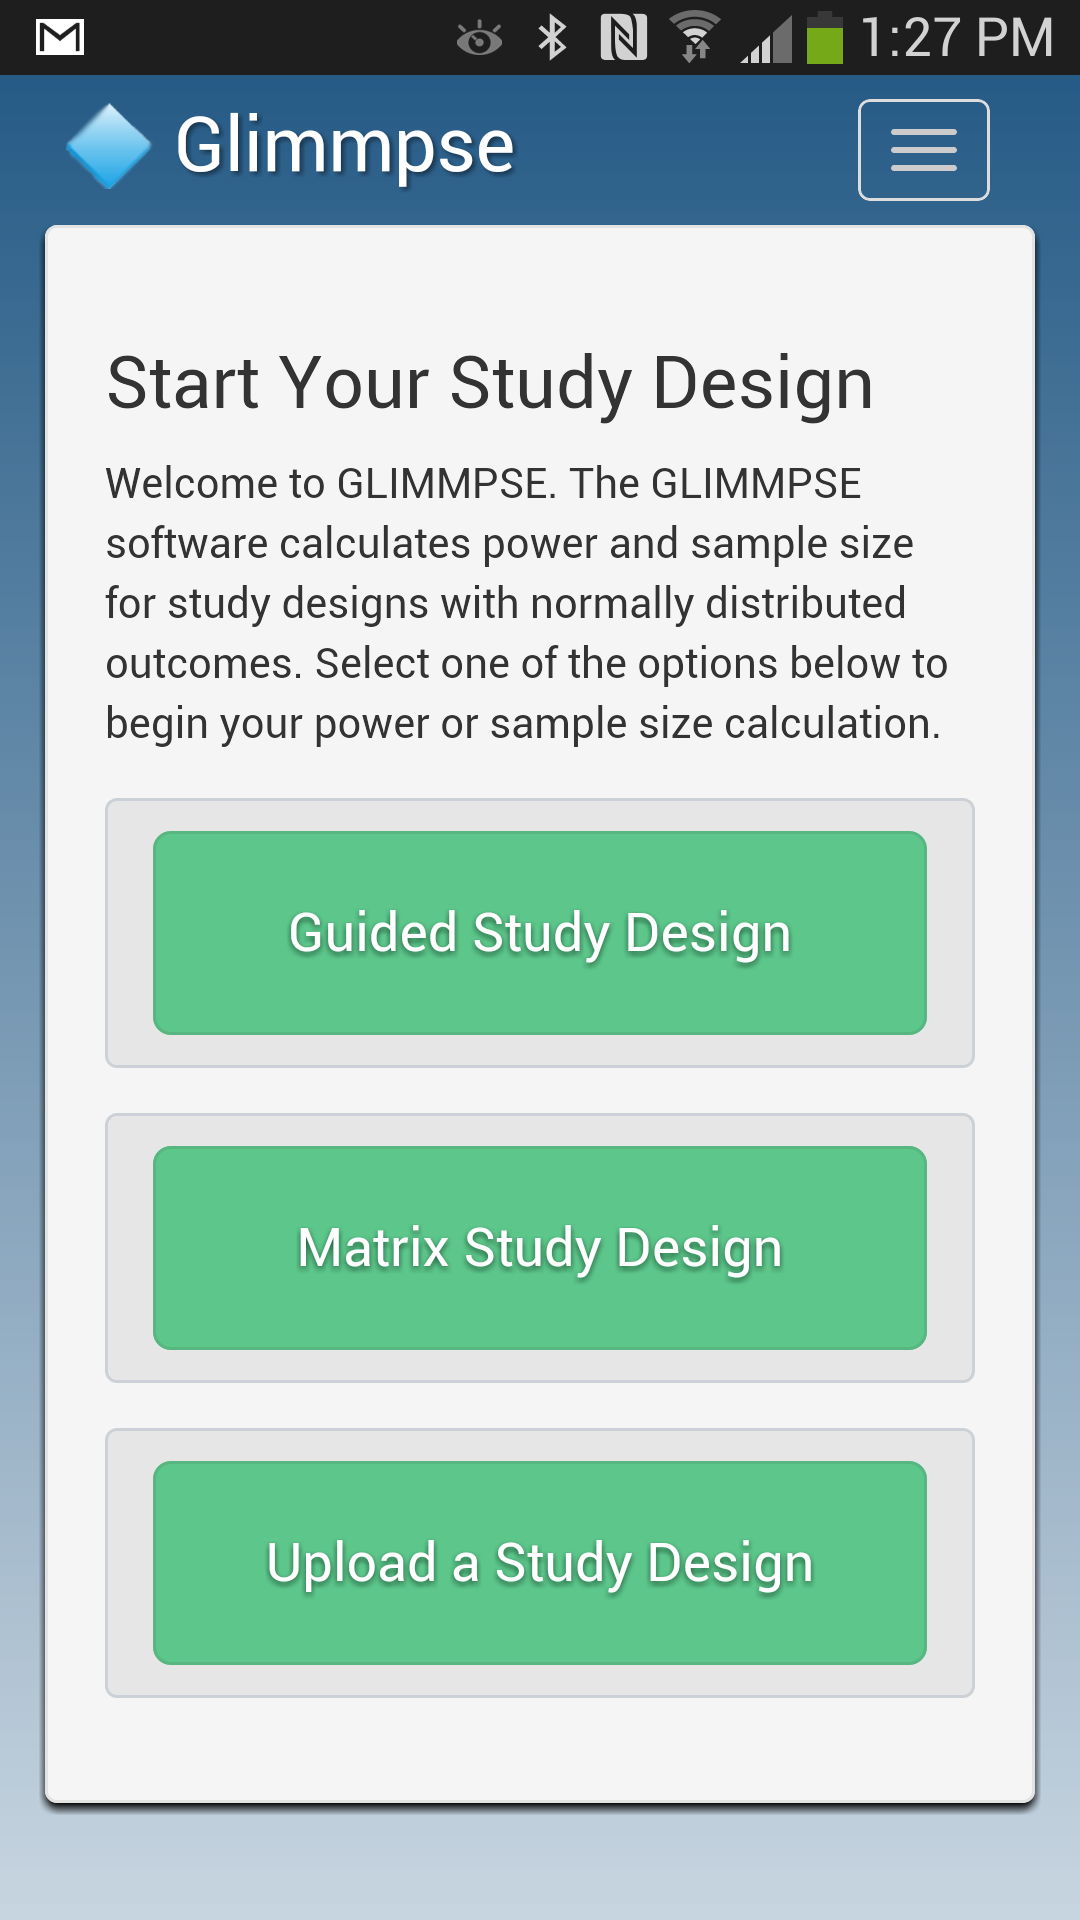 1:27 PM
Glimmpse
Start Your Study Design
Welcome to GLIMMPSE. The GLIMMPSE
software calculates power and sample size
for study designs with normally distributed
outcomes. Select one of the options below to
begin your power or sample size calculation.
Guided Study Design
Matrix Study Design
Upload a Study Design